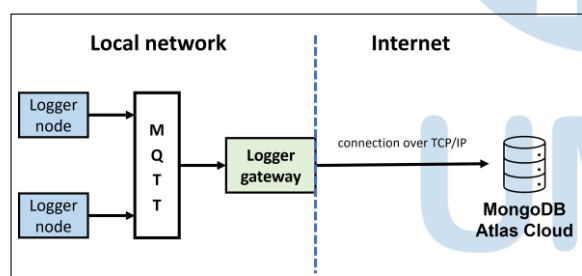 Local network
Internet
Logger
node
M
Q
T
T
Logger
gateway
connection over TCP/IP
MongoDB
Atlas Cloud
Logger
node